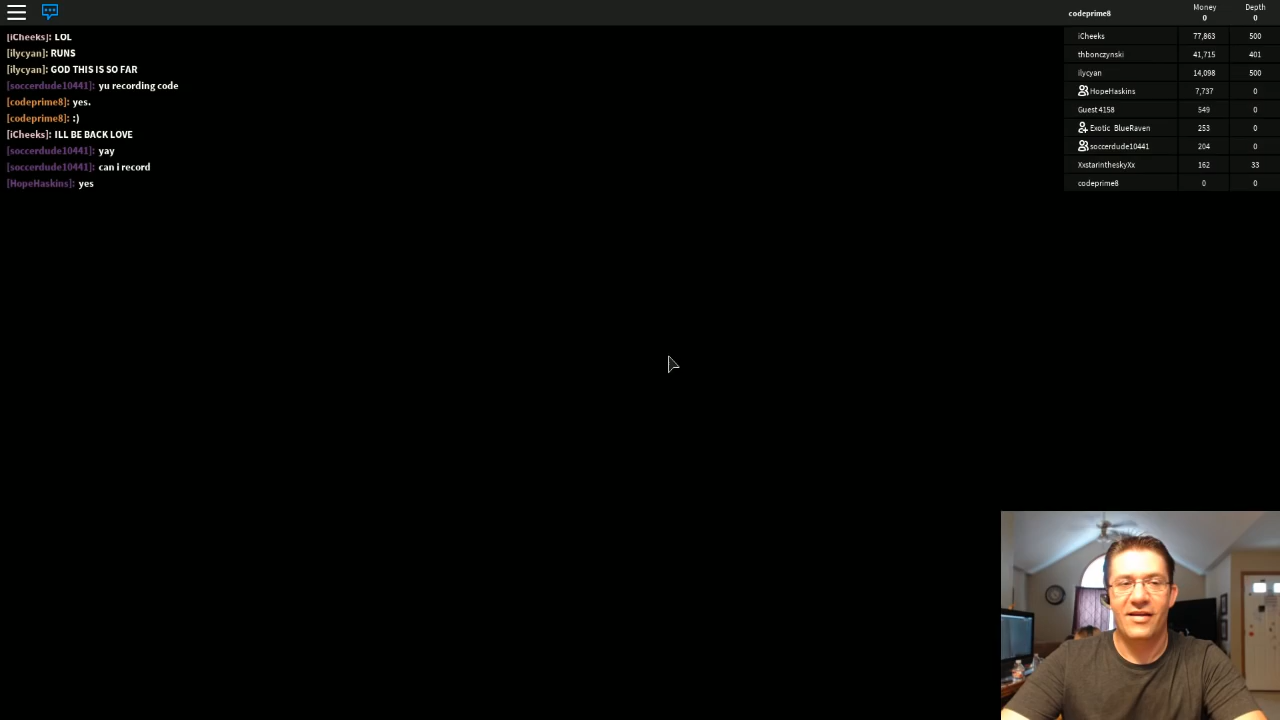 [iCheeks]: LOL
[ilycyan]: RUNS
[ilycyan]: GOD THIS IS SO FAR
[soccerdude10441]: yu recording code
[codeprime8]: yes.
[codeprime8]: :)
[iCheeks]: ILL BE BACK LOVE
[soccerdude10441]: yay
[soccerdude10441]: can i record
[HopeHaskins]: yes
codeprime8 Money 0 Depth 0
iCheeks 77,863 500
thbonczynski 41,715 401
ilycyan 14,098 500
HopeHaskins 7,737 0
Guest 4158 549 0
Exotic_BlueRaven 253 0
soccerdude10441 204 0
XxstarintheskyXx 162 33
codeprime8 0 0